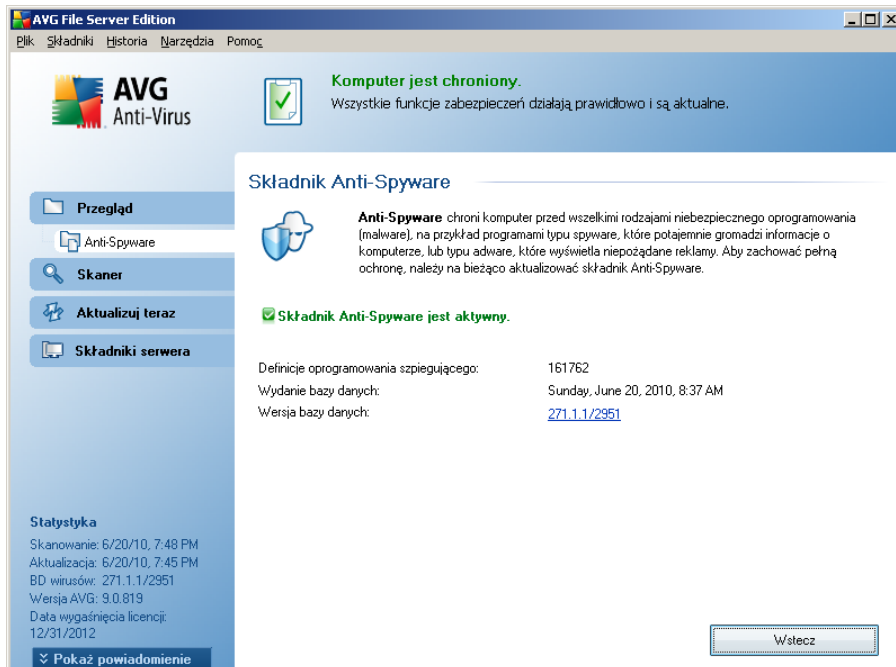 AVG File Server Edition
Plik Składniki Historia Narzędzia Pomoc
AVG
Anti-Virus
Komputer jest chroniony.
Wszystkie funkcje zabezpieczeń działają prawidłowo i są aktualne.
Przegląd
Anti-Spyware
Skaner
Aktualizuj teraz
Składniki serwera
Składnik Anti-Spyware
Anti-Spyware chroni komputer przed wszelkimi rodzajami niebezpiecznego oprogramowania
(malware), na przykład programami typu spyware, które potajemnie gromadzi informacje o
komputerze, lub typu adware, które wyświetla niepożądane reklamy. Aby zachować pełną
ochronę, należy na bieżąco aktualizować składnik Anti-Spyware.
Składnik Anti-Spyware jest aktywny.
Definicje oprogramowania szpiegującego: 161762
Wydanie bazy danych: Sunday, June 20, 2010, 8:37 AM
Wersja bazy danych: 271.1.1/2951
Statystyka
Skanowanie: 6/20/10, 7:48 PM
Aktualizacja: 6/20/10, 7:45 PM
BD wirusów: 271.1.1/2951
Wersja AVG: 9.0.819
Data wygaśnięcia licencji:
12/31/2012
Pokaż powiadomienie
Wstecz